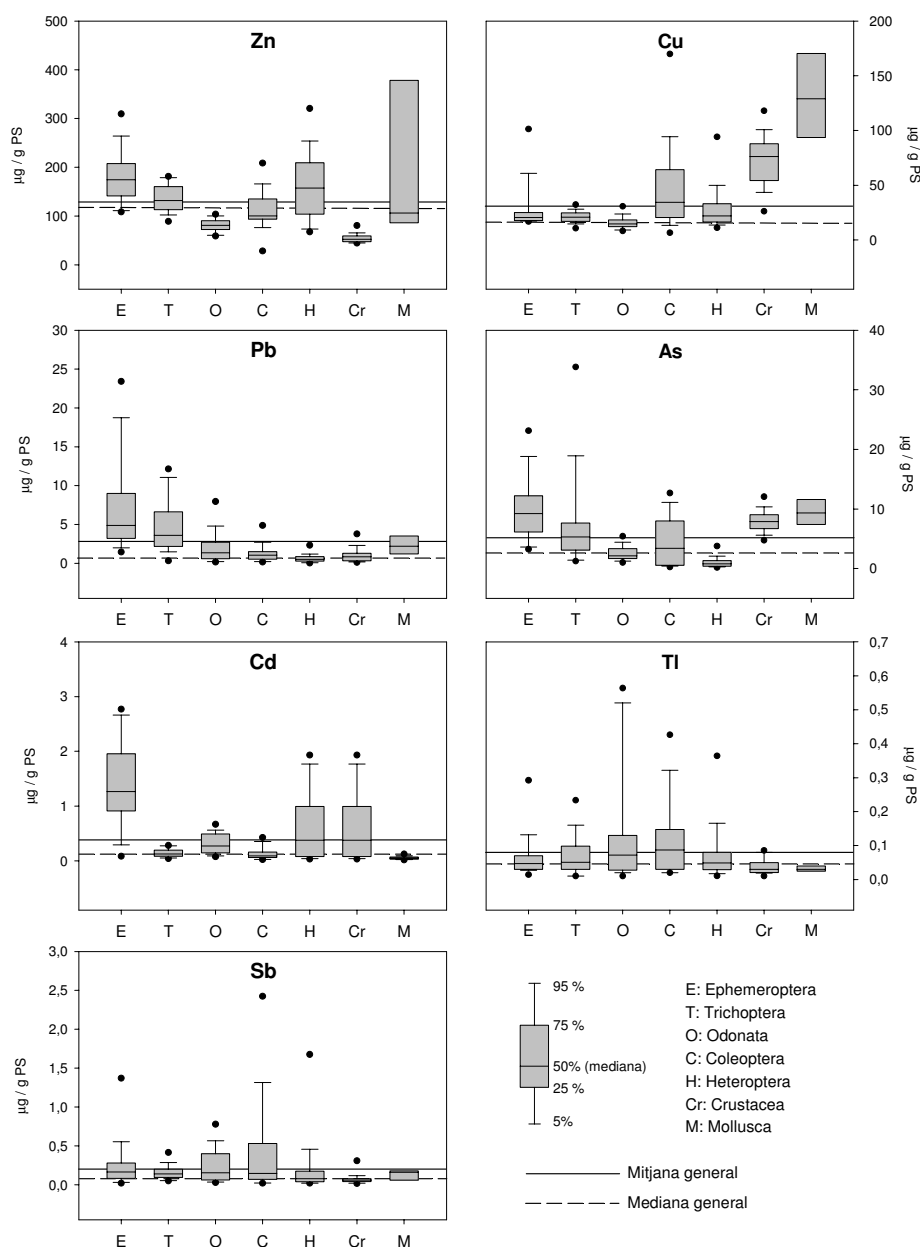 Zn
500
400
300
200
100
0
µg / g PS
E T O C H Cr M
Cu
200
150
100
50
0
µg / g PS
E T O C H Cr M
Pb
30
25
20
15
10
5
0
µg / g PS
E T O C H Cr M
As
40
30
20
10
0
µg / g PS
E T O C H Cr M
Cd
4
3
2
1
0
µg / g PS
E T O C H Cr M
Tl
0,7
0,6
0,5
0,4
0,3
0,2
0,1
0,0
µg / g PS
E T O C H Cr M
Sb
3,0
2,5
2,0
1,5
1,0
0,5
0,0
µg / g PS
E T O C H Cr M
95 %
75 %
50% (mediana)
25 %
5%
E: Ephemeroptera
T: Trichoptera
O: Odonata
C: Coleoptera
H: Heteroptera
Cr: Crustacea
M: Mollusca
Mitjana general
Mediana general